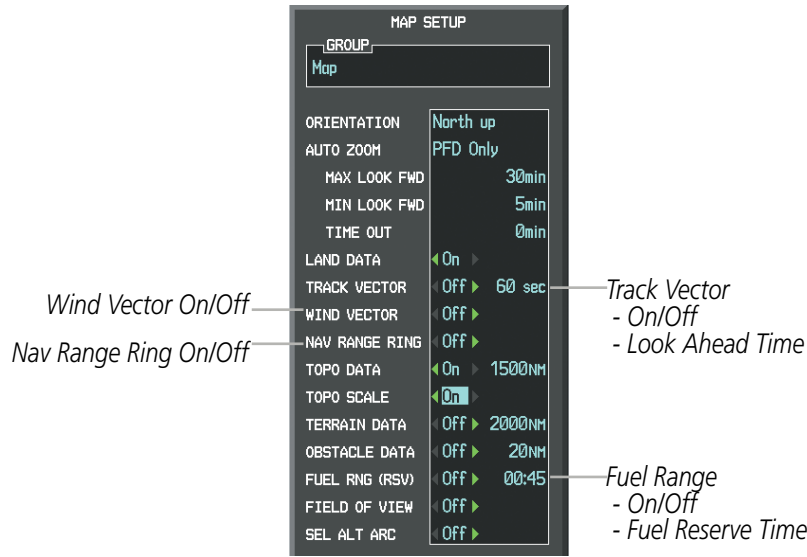 MAP SETUP
GROUP
Map
ORIENTATION North up
AUTO ZOOM PFD Only
MAX LOOK FWD 30min
MIN LOOK FWD 5min
TIME OUT 0min
LAND DATA On
TRACK VECTOR Off 60 sec
WIND VECTOR Off
NAV RANGE RING Off
TOPO DATA On 1500NM
TOPO SCALE On
TERRAIN DATA Off 2000NM
OBSTACLE DATA Off 20NM
FUEL RNG (RSV) Off 00:45
FIELD OF VIEW Off
SEL ALT ARC Off
Wind Vector On/Off
Nav Range Ring On/Off
Track Vector
- On/Off
- Look Ahead Time
Fuel Range
- On/Off
- Fuel Reserve Time